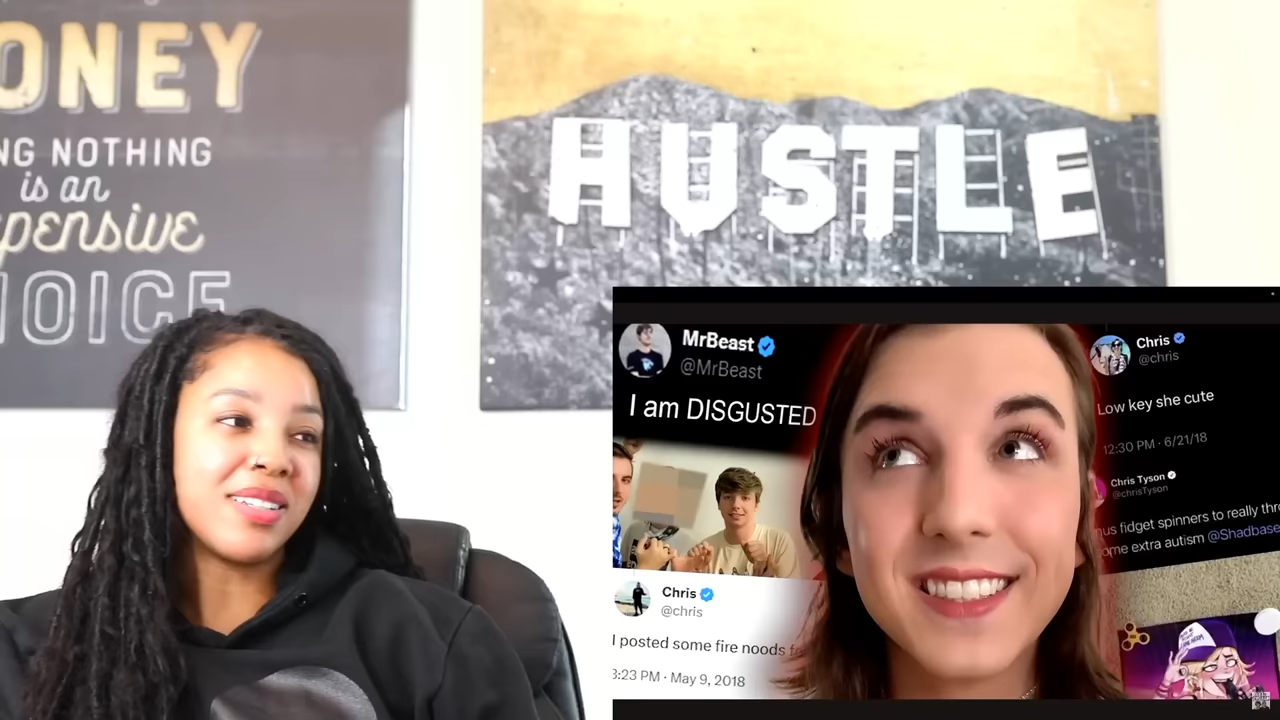 ONEY
NG NOTHING
is an
pensive
HOICE
HUSTLE
MrBeast
@MrBeast
I am DISGUSTED
Chris
@chris
I posted some fire noods
3:23 PM · May 9, 2018
Chris
@chris
Low key she cute
12:30 PM · 6/21/18
Chris Tyson
@chrisTyson
nus fidget spinners to really thr
ome extra autism @Shadbase